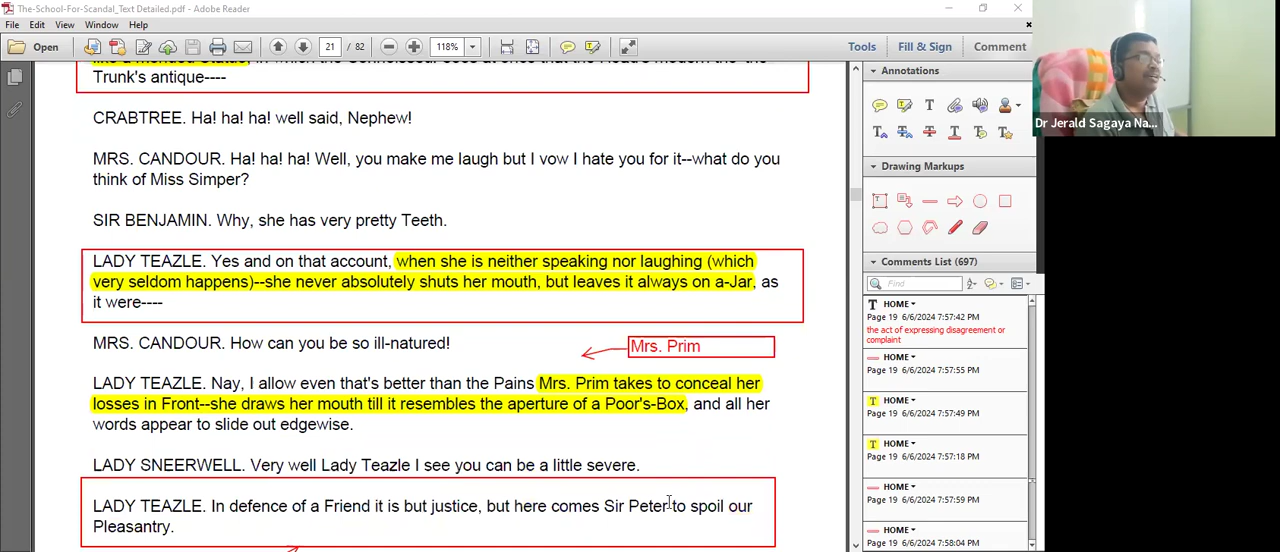 The-School-For-Scandal_Text Detailed.pdf - Adobe Reader
File Edit View Window Help
Open 21 / 82 118% Tools Fill & Sign Comment
Trunk's antique----
CRABTREE. Ha! ha! ha! well said, Nephew!
MRS. CANDOUR. Ha! ha! ha! Well, you make me laugh but I vow I hate you for it--what do you
think of Miss Simper?
SIR BENJAMIN. Why, she has very pretty Teeth.
LADY TEAZLE. Yes and on that account, when she is neither speaking nor laughing (which
very seldom happens)--she never absolutely shuts her mouth, but leaves it always on a-Jar, as
it were----
MRS. CANDOUR. How can you be so ill-natured!
Mrs. Prim
LADY TEAZLE. Nay, I allow even that's better than the Pains Mrs. Prim takes to conceal her
losses in Front--she draws her mouth till it resembles the aperture of a Poor's-Box, and all her
words appear to slide out edgewise.
LADY SNEERWELL. Very well Lady Teazle I see you can be a little severe.
LADY TEAZLE. In defence of a Friend it is but justice, but here comes Sir Peter to spoil our
Pleasantry.
Dr Jerald Sagaya Na...
Annotations
Drawing Markups
Comments List (697)
Find
HOME
Page 19 6/6/2024 7:57:42 PM
the act of expressing disagreement or
complaint
HOME
Page 19 6/6/2024 7:57:55 PM
HOME
Page 19 6/6/2024 7:57:49 PM
HOME
Page 19 6/6/2024 7:57:18 PM
HOME
Page 19 6/6/2024 7:57:59 PM
HOME
Page 19 6/6/2024 7:58:04 PM